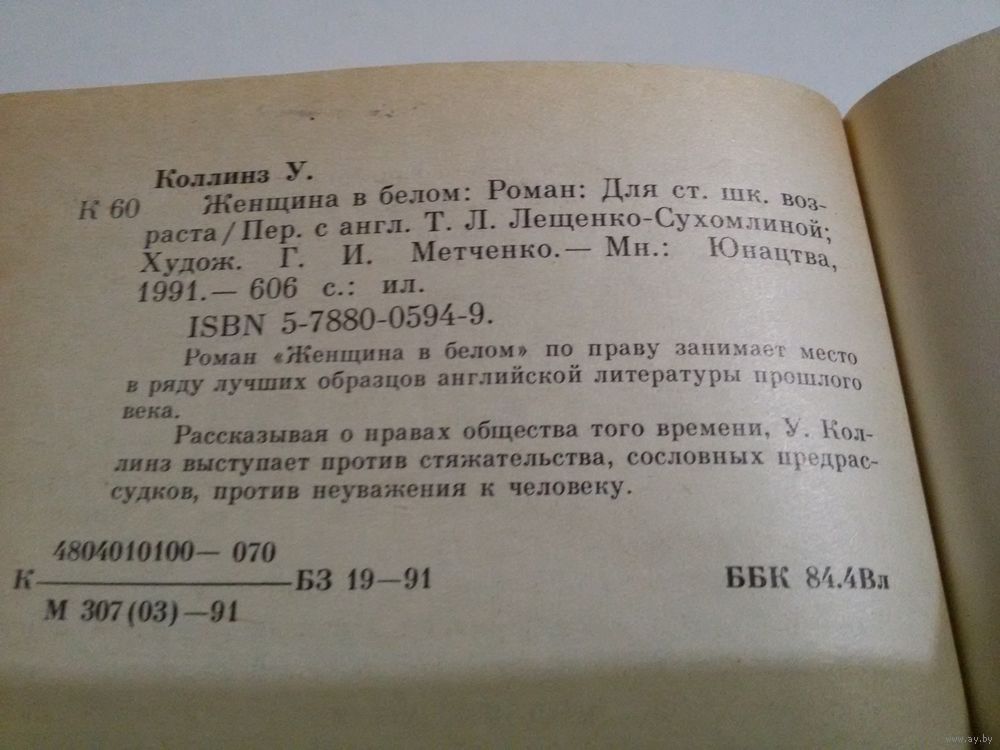 Коллинз У.
К 60 Женщина в белом: Роман: Для ст. шк. воз-
раста / Пер. с англ. Т. Л. Лещенко-Сухомлиной;
Худож. Г. И. Метченко. — Мн.: Юнацтва,
1991. — 606 с.: ил.
ISBN 5-7880-0594-9.
Роман «Женщина в белом» по праву занимает место
в ряду лучших образцов английской литературы прошлого
века.
Рассказывая о нравах общества того времени, У. Кол-
линз выступает против стяжательства, сословных предрас-
судков, против неуважения к человеку.
4804010100— 070
К————БЗ 19—91 ББК 84.4Вл
М 307(03)—91
www.ay.by